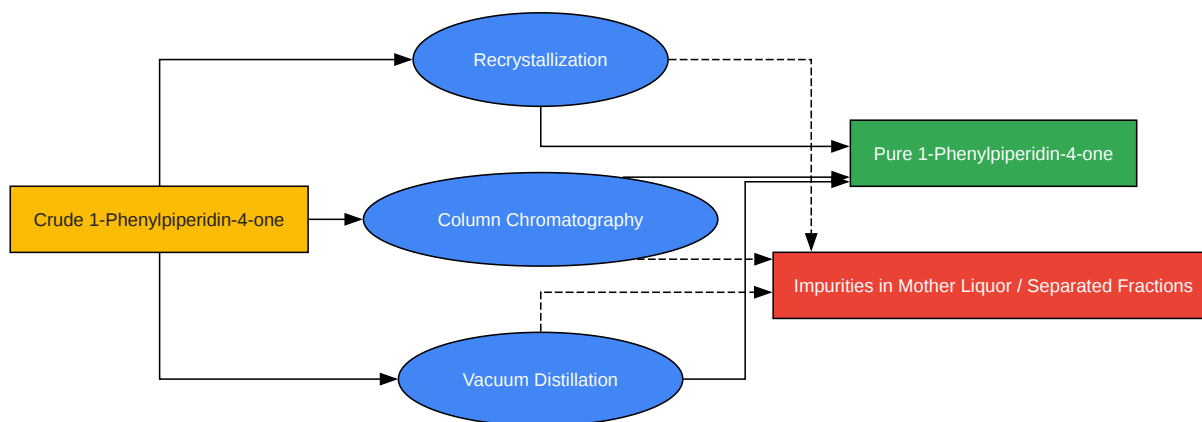 Recrystallization
Pure 1-Phenylpiperidin-4-one
Crude 1-Phenylpiperidin-4-one
Column Chromatography
Impurities in Mother Liquor / Separated Fractions
Vacuum Distillation